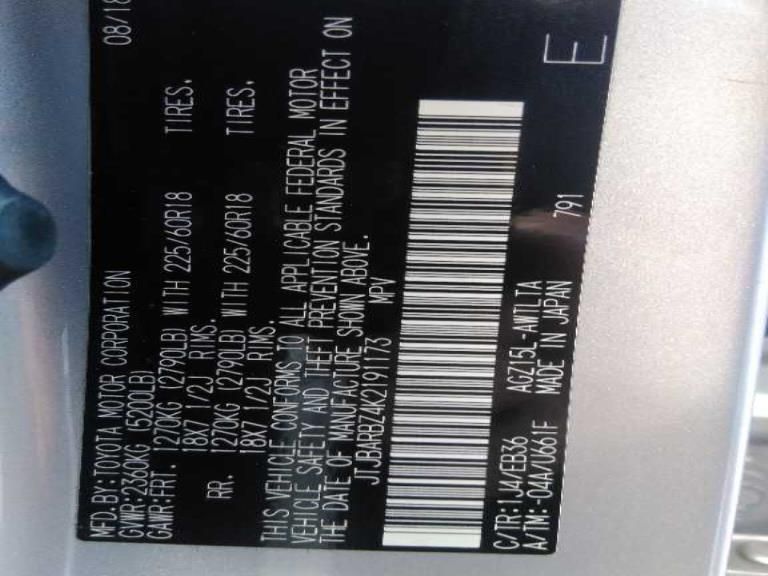 MFD.BY:TOYOTA MOTOR CORPORATION 08/18
GVWR:2360KG (5200LB)
GAWR:FRT. 1270KG (2790LB) WITH 225/60R18 TIRES.
18X7 1/2J RIMS.
RR. 1270KG (2790LB) WITH 225/60R18 TIRES.
18X7 1/2J RIMS.
THIS VEHICLE CONFORMS TO ALL APPLICABLE FEDERAL MOTOR
VEHICLE SAFETY AND THEFT PREVENTION STANDARDS IN EFFECT ON
THE DATE OF MANUFACTURE SHOWN ABOVE.
JTJBARBZ4K2191173 MPV
C/TR:1J4/EB36 AGZ15L-AWTLTA
A/TM:-04A/U661F MADE IN JAPAN 791 E